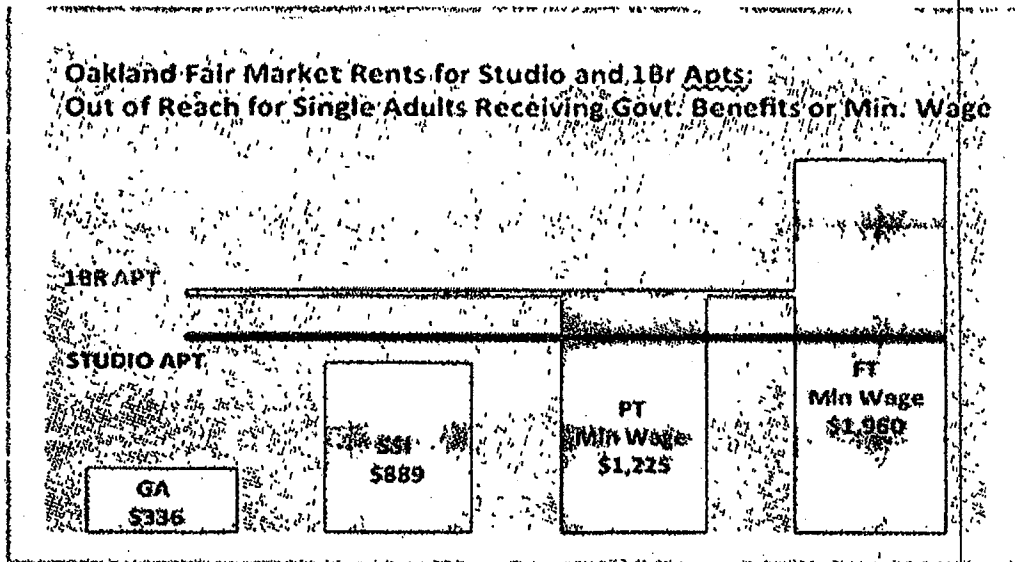 Oakland Fair Market Rents for Studio and 1Br Apts:
Out of Reach for Single Adults Receiving Govt. Benefits or Min. Wage
1BR APT
STUDIO APT
GA
$336
SSI
$889
PT
Min Wage
$1,225
FT
Min Wage
$1,960